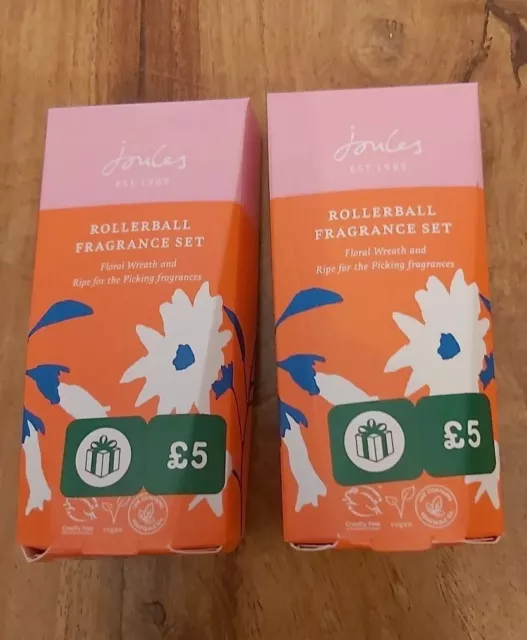 joules
EST. 1989
ROLLERBALL
FRAGRANCE SET
Floral Wreath and
Ripe for the Picking fragrances
£5
Cruelty Free
vegan
joules
EST. 1989
ROLLERBALL
FRAGRANCE SET
Floral Wreath and
Ripe for the Picking fragrances
£5
Cruelty Free
vegan